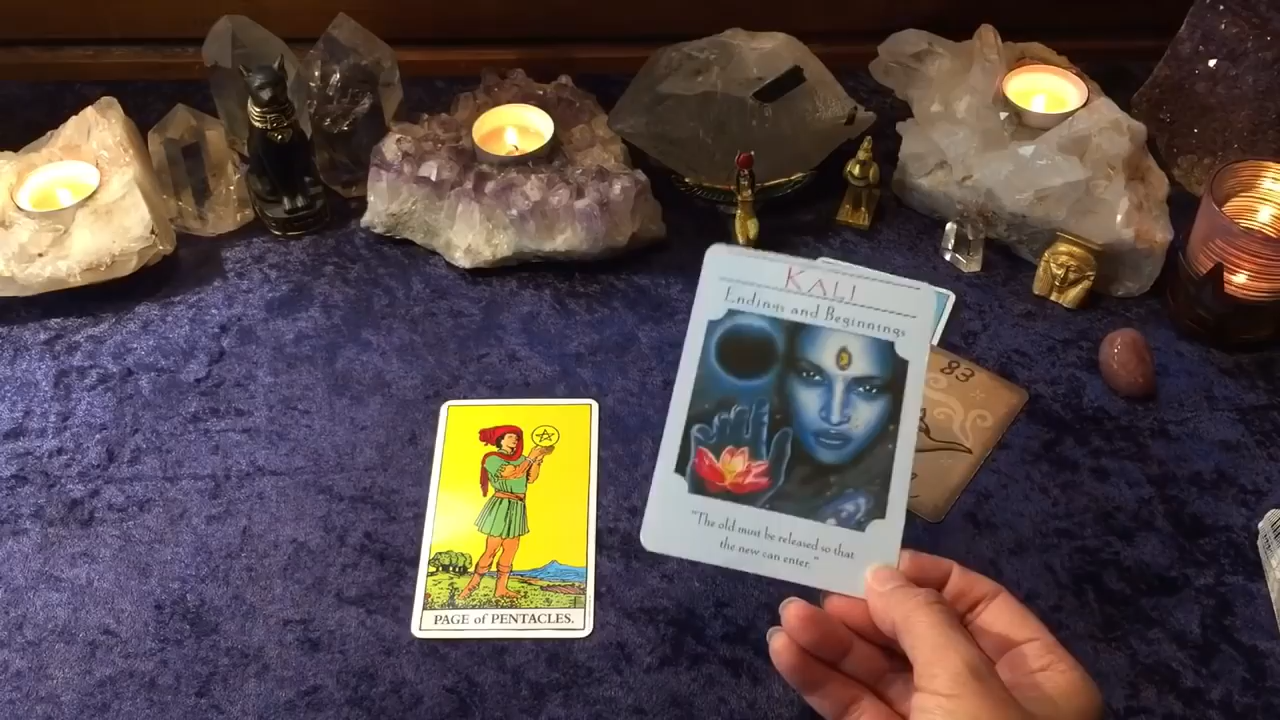 KALI
Endings and Beginnings
"The old must be released so that
the new can enter."
83
PAGE of PENTACLES.